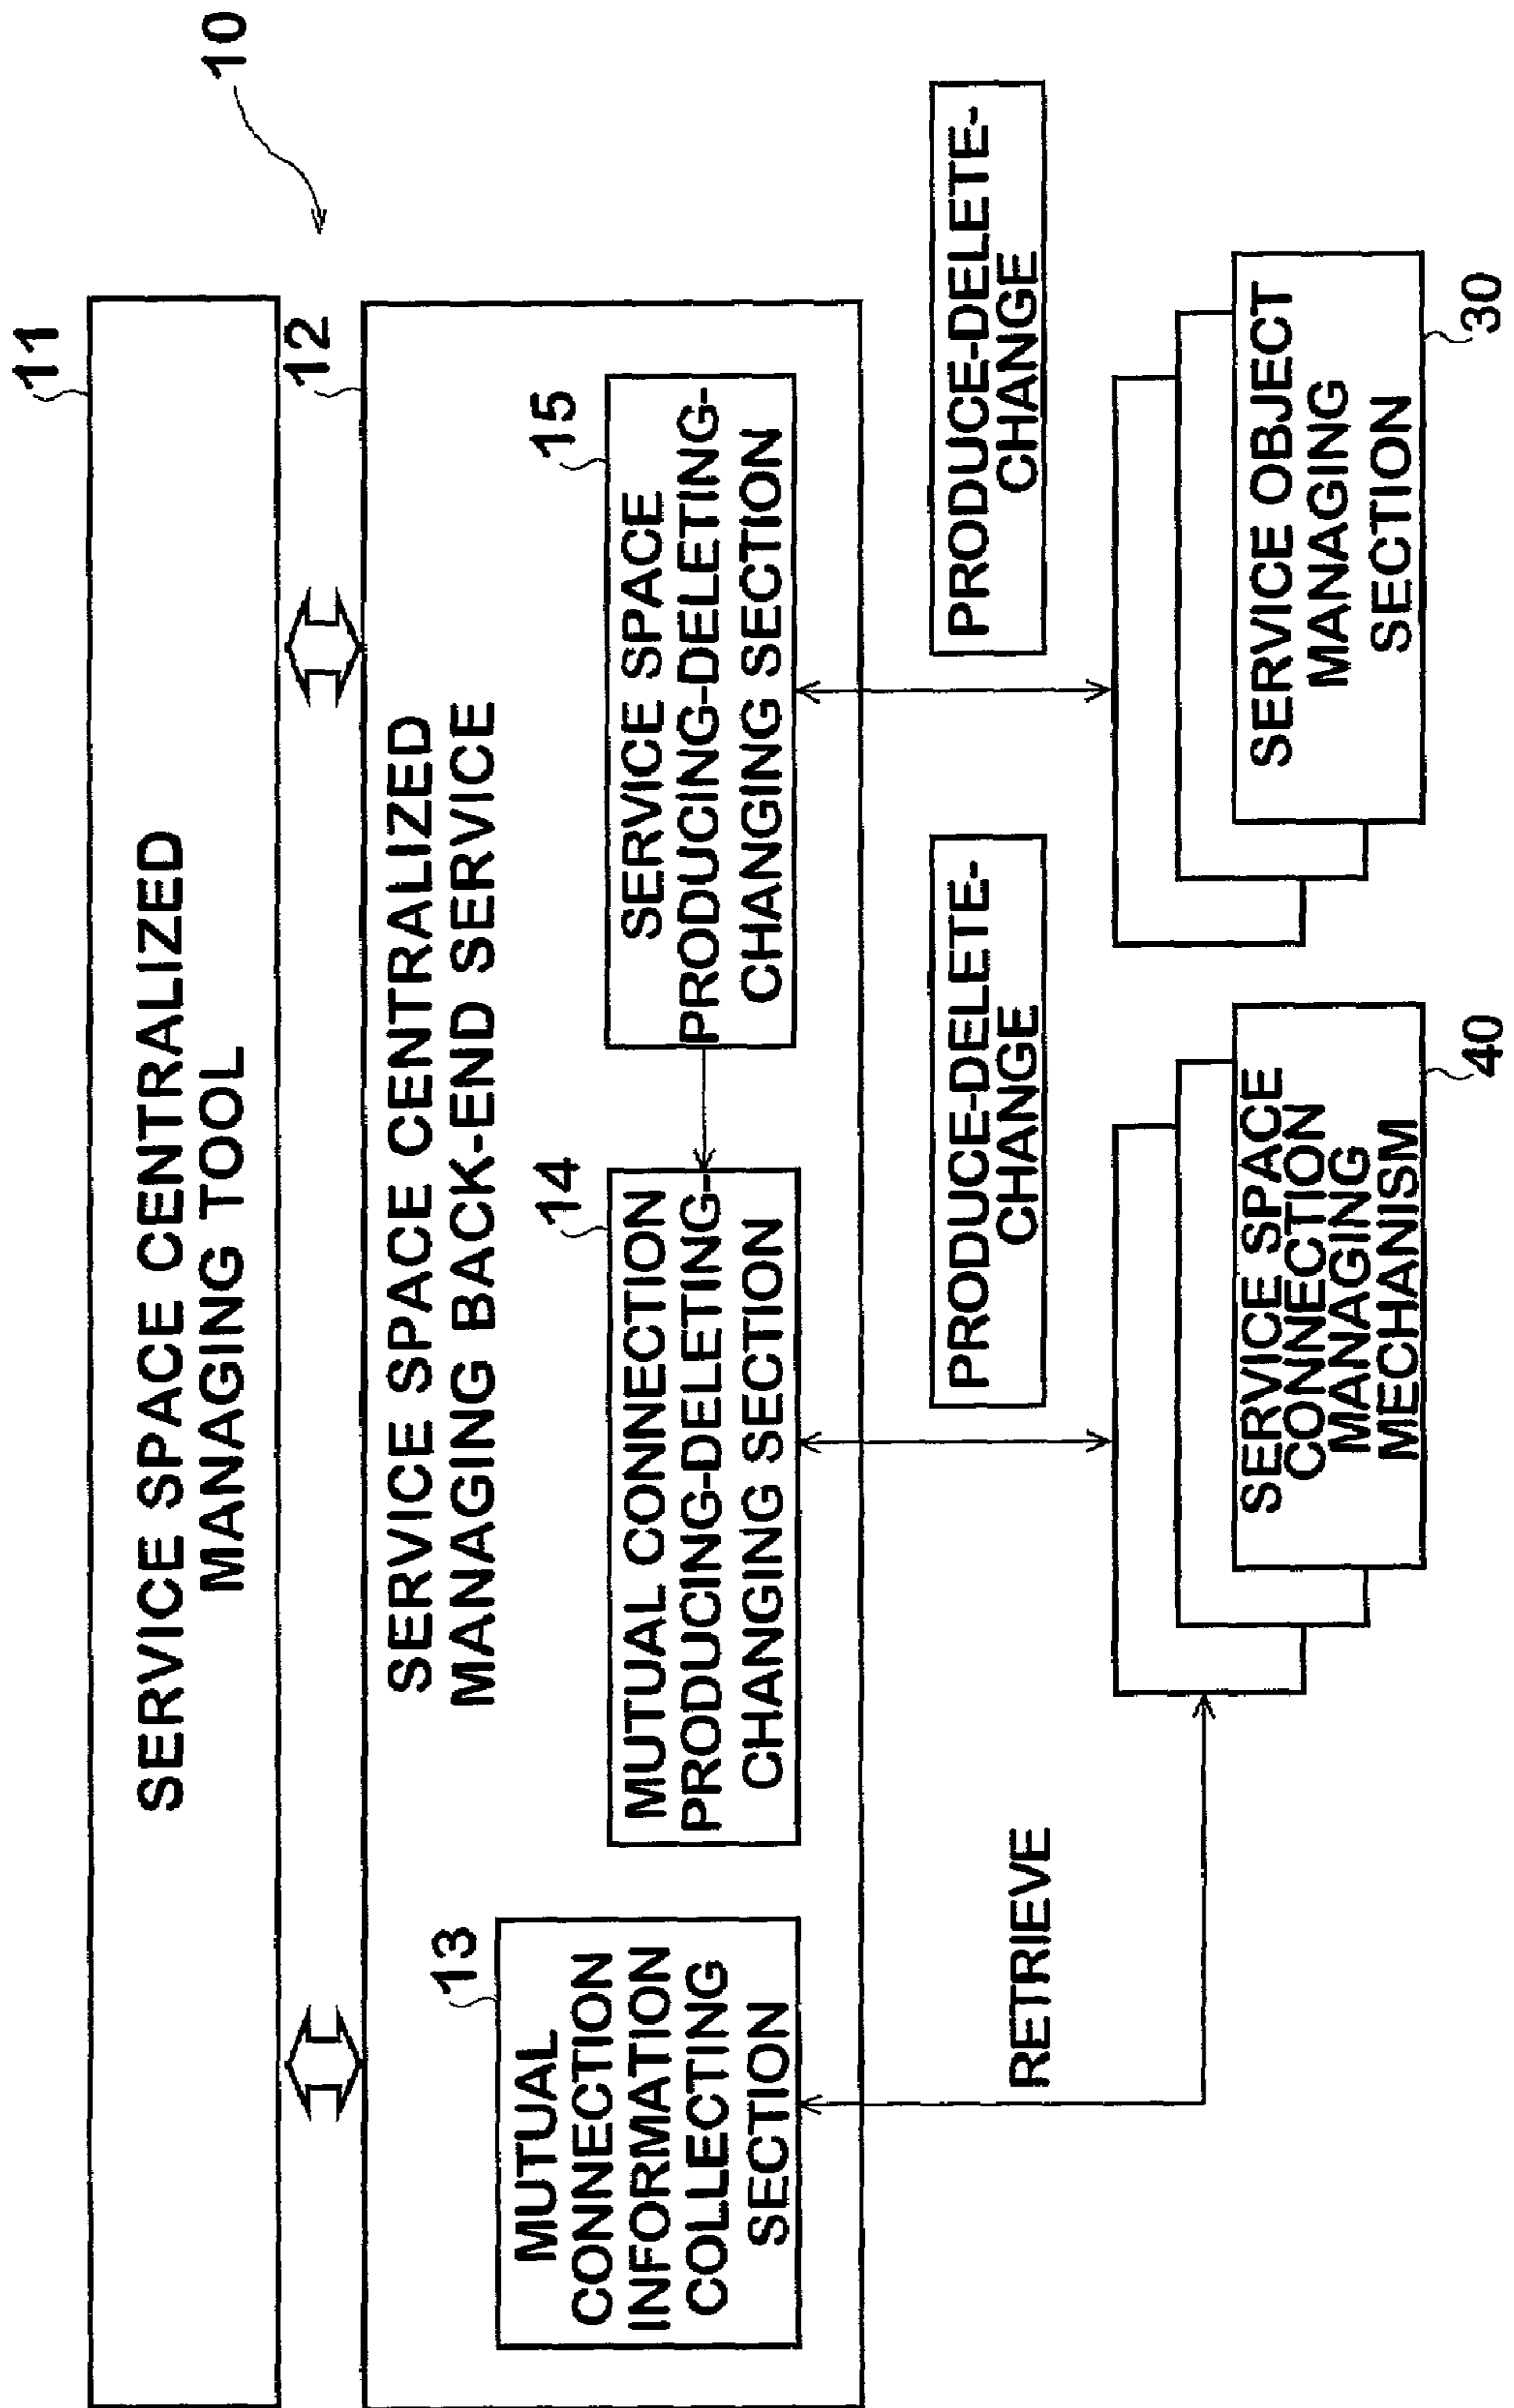 10
11
SERVICE SPACE CENTRALIZED
MANAGING TOOL
12
SERVICE SPACE CENTRALIZED
MANAGING BACK-END SERVICE
13
MUTUAL
CONNECTION
INFORMATION
COLLECTING
SECTION
14
MUTUAL CONNECTION
PRODUCING-DELETING-
CHANGING SECTION
15
SERVICE SPACE
PRODUCING-DELETING-
CHANGING SECTION
RETRIEVE
PRODUCE-DELETE-
CHANGE
PRODUCE-DELETE-
CHANGE
SERVICE SPACE
CONNECTION
MANAGING
MECHANISM
40
SERVICE OBJECT
MANAGING
SECTION
30